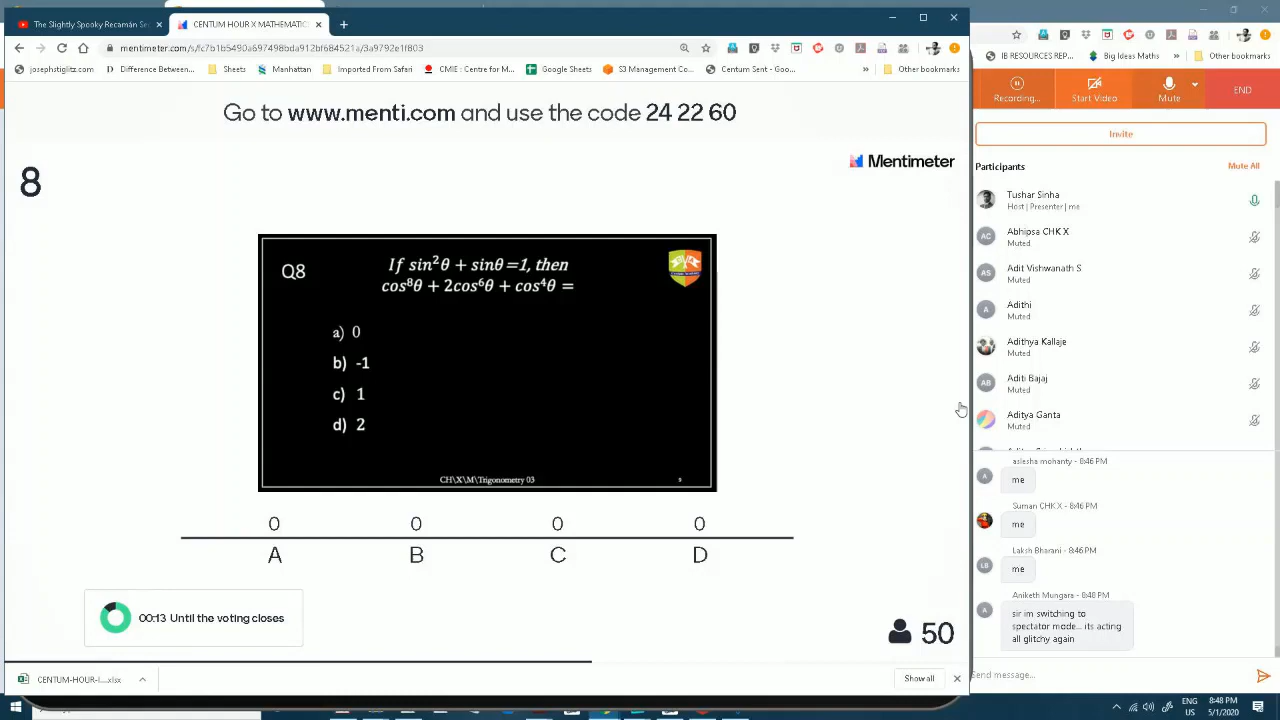 The Slightly Spooky Recamán Se
CENTUM HOUR X MATHEMATIC
mentimeter.com/s/c7b1b5490a697498bda912bf684521a/3a9792e1f803
josephstiglitz.com
Difference Between...
Sheets
Manhattan
Imported From Safari
CMIE : Centre for M...
Google Sheets
S3 Management Co...
Centum Sent - Goo...
»
Other bookmarks
IB RESOURCES REP...
Big Ideas Maths
»
Other bookmarks
Go to www.menti.com and use the code 24 22 60
Mentimeter
8
Q8
If sin²θ + sinθ =1, then
cos⁸θ + 2cos⁶θ + cos⁴θ =
a) 0
b) -1
c) 1
d) 2
CH\X\M\Trigonometry 03
9
0 0 0 0
A B C D
00:13 Until the voting closes
50
CENTUM-HOUR-I....xlsx
Show all
Recording...
Start Video
Mute
END
Invite
Participants
Mute All
Tushar Sinha
Host | Presenter | me
AC
Abhipsa CHK X
Muted
AS
Adit Vishwanath S
Muted
A
Adithi
Muted
Adithya Kallaje
Muted
AB
Aditi Bajaj
Muted
Aditya Ganta
Muted
aslesha mohanty - 8:46 PM
A
me
Suman CHK X - 8:46 PM
me
Laksh Bharani - 8:46 PM
LB
me
Aniketh Mungara - 8:48 PM
A
sir im switching to
spectator mode... its acting
all glitchy again
Send message...
ENG
US
8:48 PM
5/1/2020